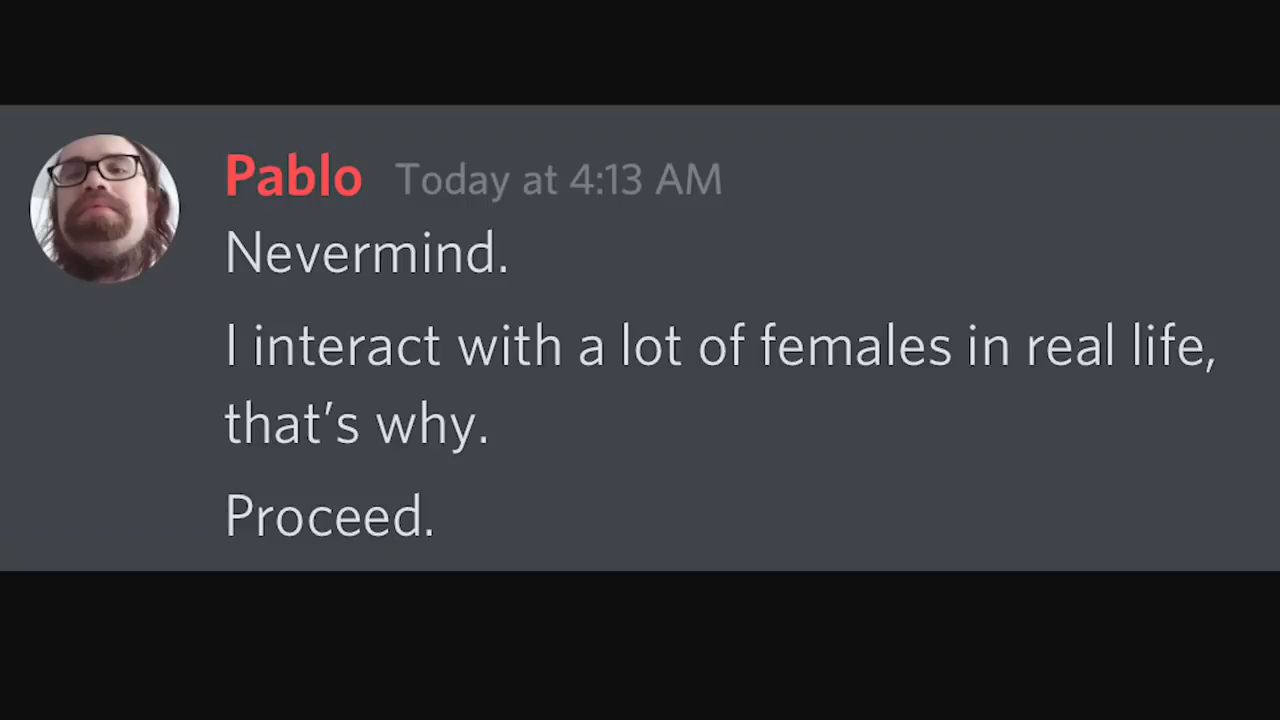 Pablo Today at 4:13 AM
Nevermind.
I interact with a lot of females in real life,
that's why.
Proceed.